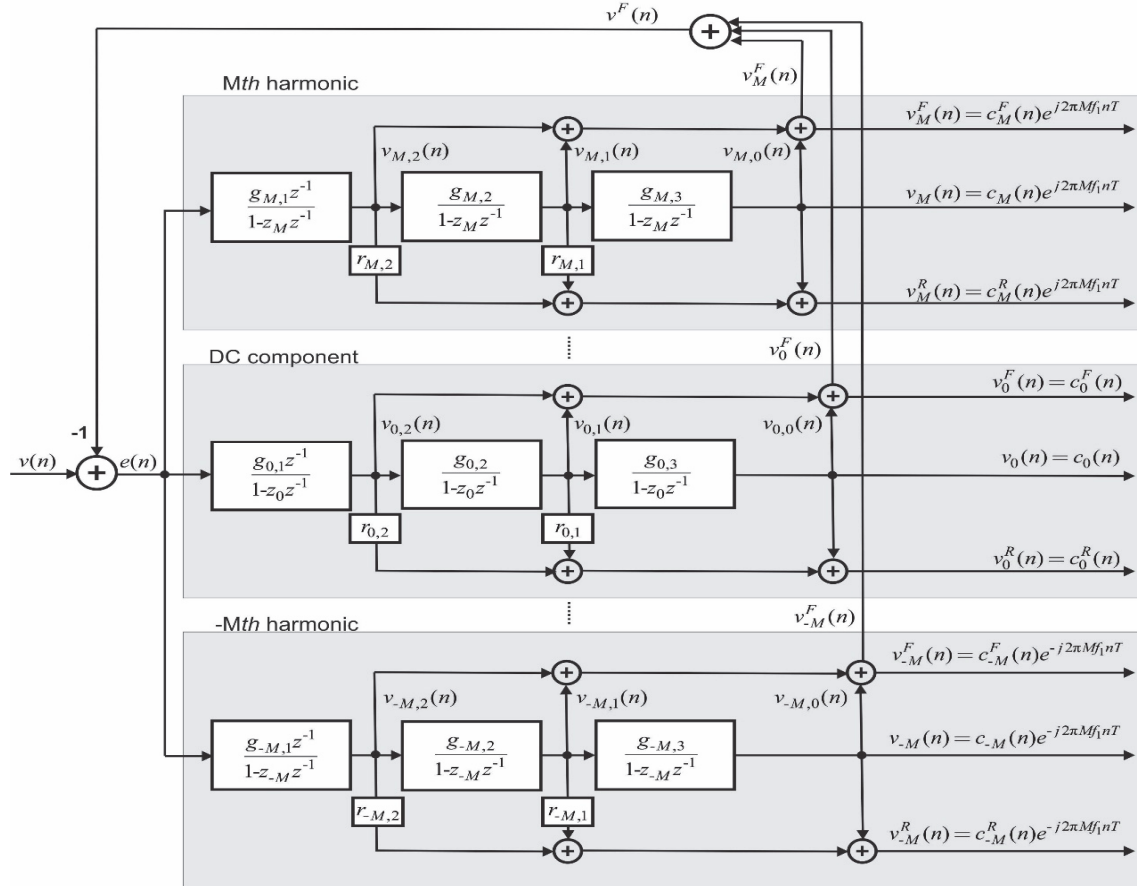 v^F(n)
+
v_M^F(n)
Mth harmonic
v_M^F(n) = c_M^F(n)e^{j2πMf_1nT}
+ +
v_{M,2}(n) v_{M,1}(n) v_{M,0}(n)
g_{M,1}z^{-1} / 1-z_Mz^{-1} g_{M,2} / 1-z_Mz^{-1} g_{M,3} / 1-z_Mz^{-1} v_M(n) = c_M(n)e^{j2πMf_1nT}
r_{M,2} r_{M,1}
+ + v_M^R(n) = c_M^R(n)e^{j2πMf_1nT}
DC component
v_0^F(n)
+ + v_0^F(n) = c_0^F(n)
-1
v_{0,2}(n) v_{0,1}(n) v_{0,0}(n)
v(n) + e(n) g_{0,1}z^{-1} / 1-z_0z^{-1} g_{0,2} / 1-z_0z^{-1} g_{0,3} / 1-z_0z^{-1} v_0(n) = c_0(n)
r_{0,2} r_{0,1}
+ + v_0^R(n) = c_0^R(n)
-Mth harmonic
v_{-M}^F(n)
+ + v_{-M}^F(n) = c_{-M}^F(n)e^{-j2πMf_1nT}
v_{-M,2}(n) v_{-M,1}(n) v_{-M,0}(n)
g_{-M,1}z^{-1} / 1-z_{-M}z^{-1} g_{-M,2} / 1-z_{-M}z^{-1} g_{-M,3} / 1-z_{-M}z^{-1} v_{-M}(n) = c_{-M}(n)e^{-j2πMf_1nT}
r_{-M,2} r_{-M,1}
+ + v_{-M}^R(n) = c_{-M}^R(n)e^{-j2πMf_1nT}